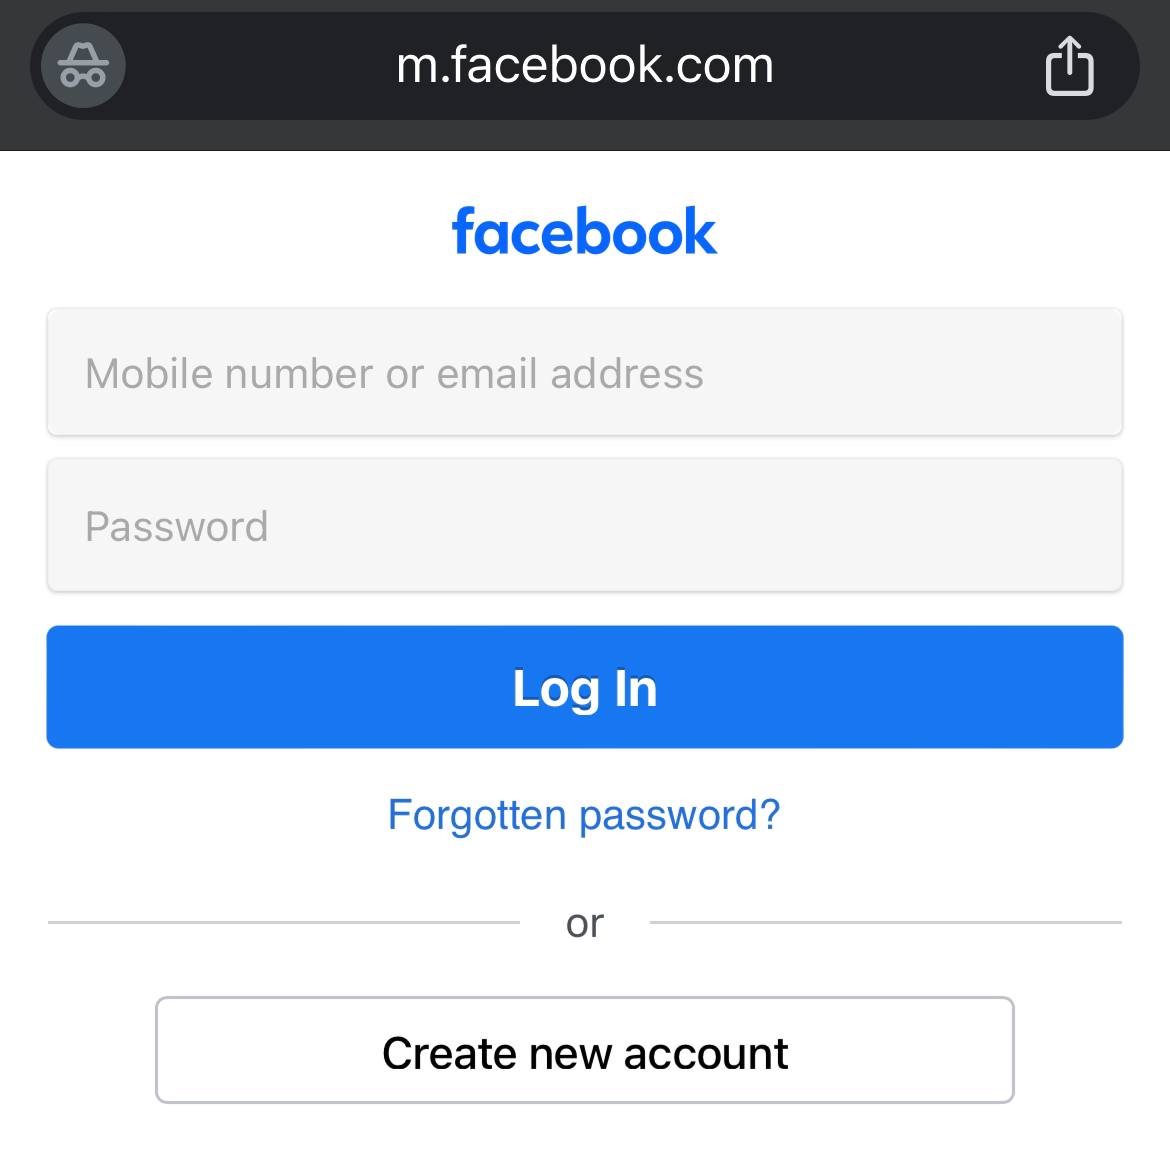 m.facebook.com
facebook
Mobile number or email address
Password
Log In
Forgotten password?
or
Create new account